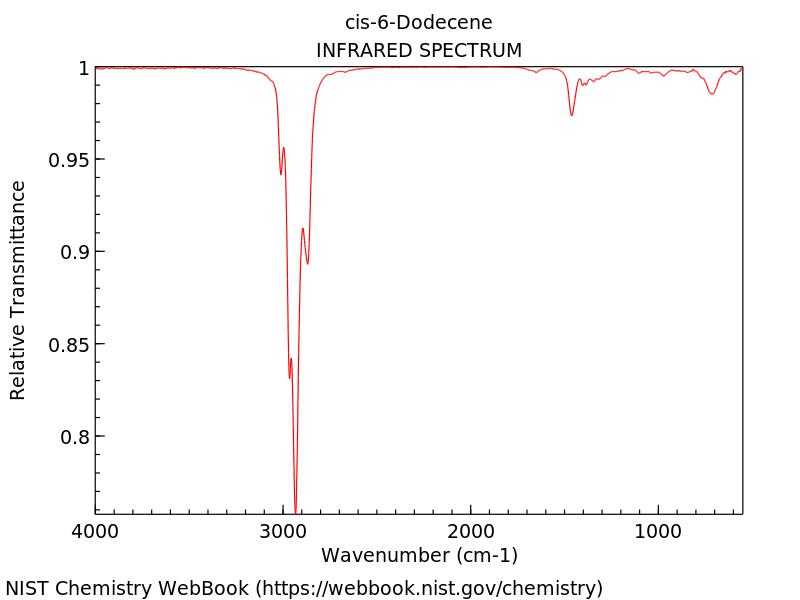 cis-6-Dodecene
INFRARED SPECTRUM
1
0.95
0.9
0.85
0.8
Relative Transmittance
4000 3000 2000 1000
Wavenumber (cm-1)
NIST Chemistry WebBook (https://webbook.nist.gov/chemistry)